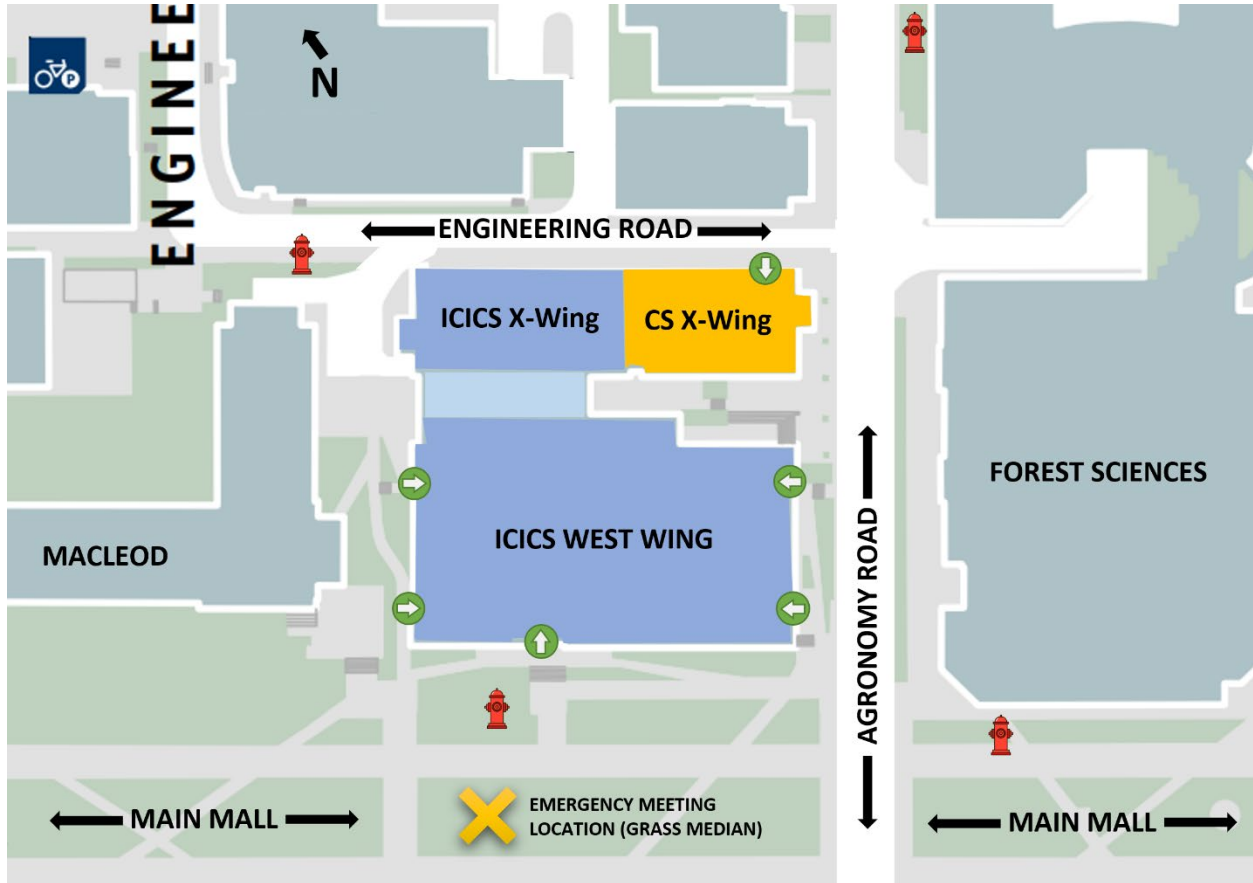 ENGINEE
P
N
ENGINEERING ROAD
ICICS X-Wing
CS X-Wing
FOREST SCIENCES
ICICS WEST WING
MACLEOD
AGRONOMY ROAD
EMERGENCY MEETING
LOCATION (GRASS MEDIAN)
MAIN MALL
MAIN MALL